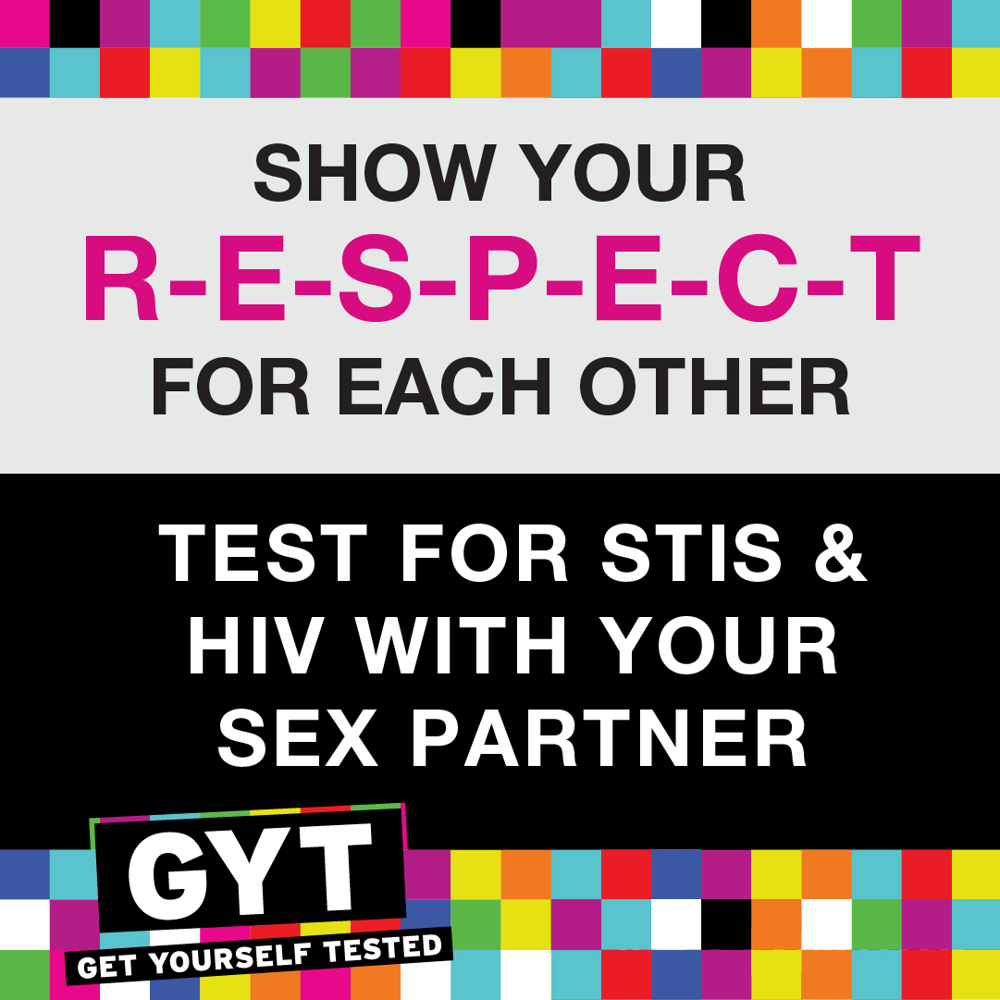 SHOW YOUR
R-E-S-P-E-C-T
FOR EACH OTHER
TEST FOR STIS &
HIV WITH YOUR
SEX PARTNER
GYT
GET YOURSELF TESTED